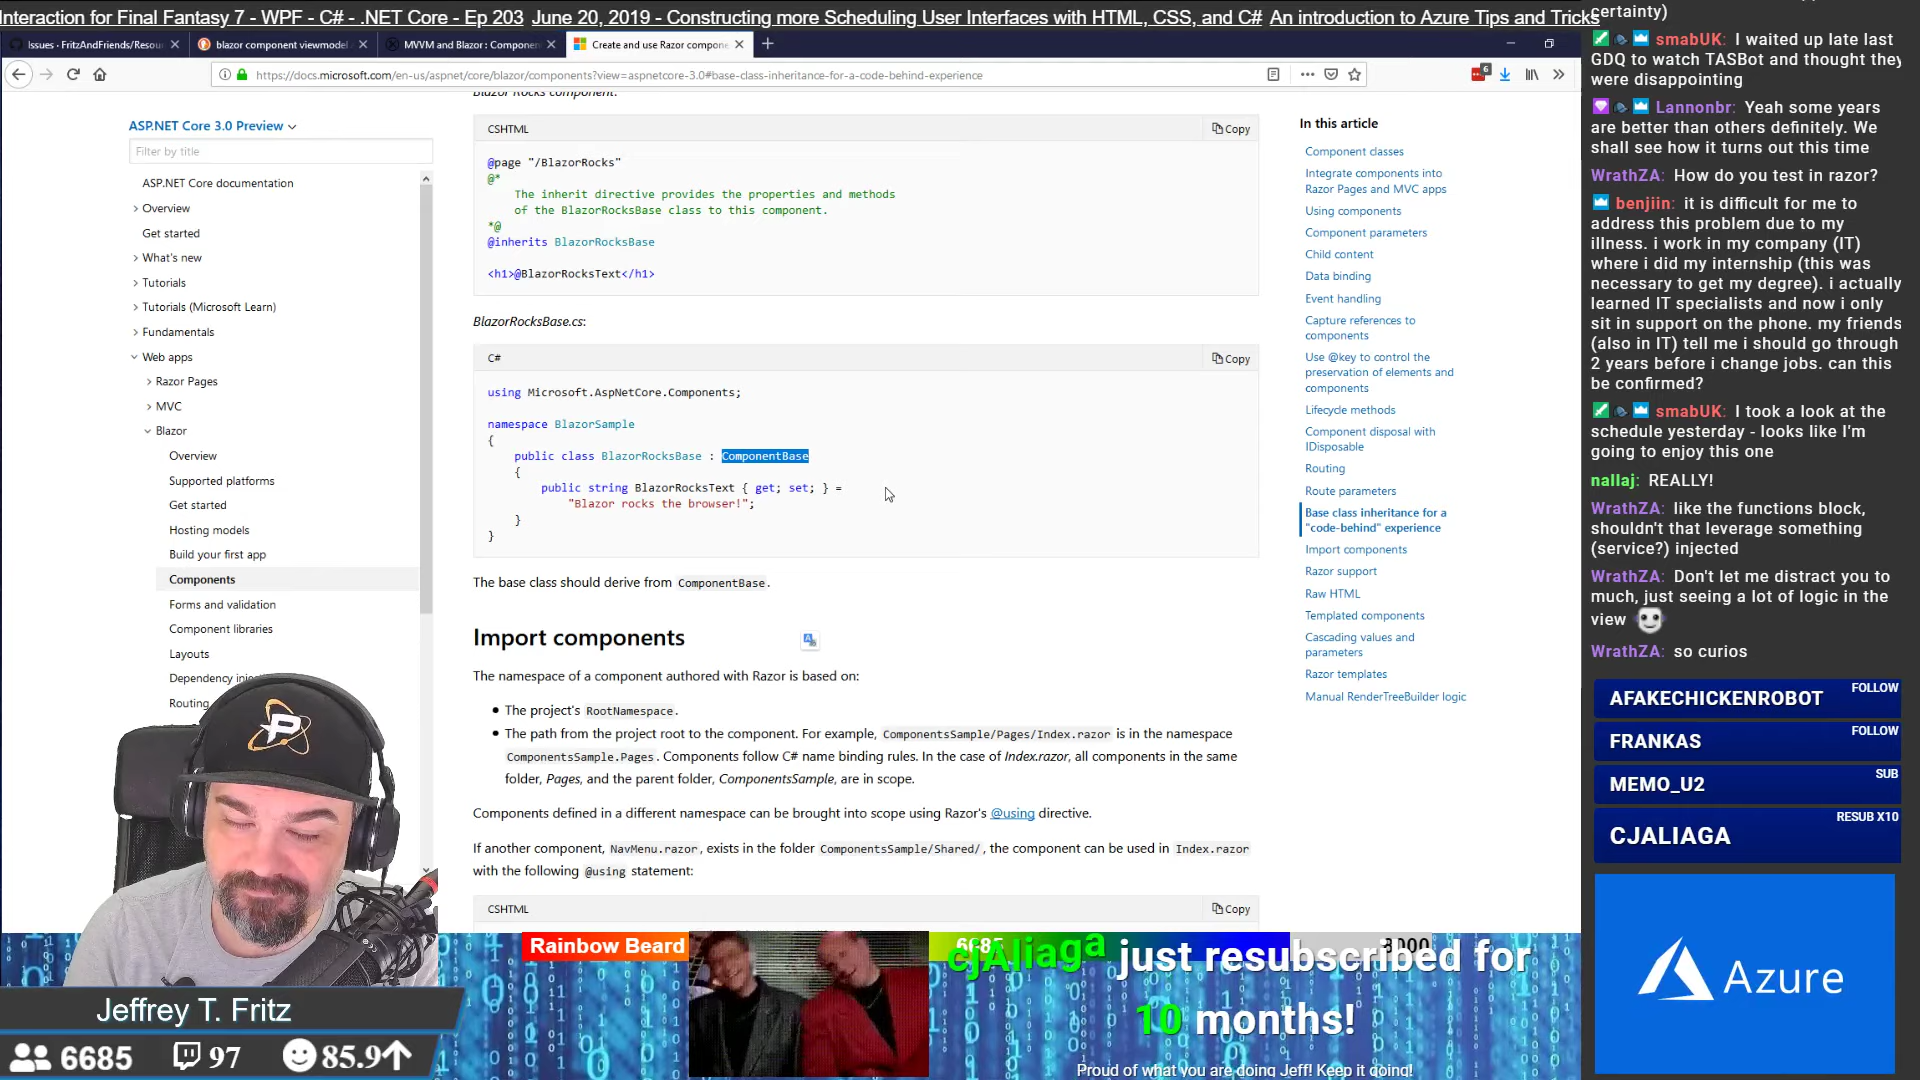 Interaction for Final Fantasy 7 - WPF - C# - .NET Core - Ep 203 June 20, 2019 - Constructing more Scheduling User Interfaces with HTML, CSS, and C# An introduction to Azure Tips and Tricks
Issues · FritzAndFriends/Resou
blazor component viewmodel
MVVM and Blazor : Componen
Create and use Razor compone
https://docs.microsoft.com/en-us/aspnet/core/blazor/components?view=aspnetcore-3.0#base-class-inheritance-for-a-code-behind-experience
6
ASP.NET Core 3.0 Preview
Filter by title
ASP.NET Core documentation
Overview
Get started
What's new
Tutorials
Tutorials (Microsoft Learn)
Fundamentals
Web apps
Razor Pages
MVC
Blazor
Overview
Supported platforms
Get started
Hosting models
Build your first app
Components
Forms and validation
Component libraries
Layouts
Dependency inje
Routing
Blazor Rocks component:
CSHTML
Copy
@page "/BlazorRocks"
@*
The inherit directive provides the properties and methods
of the BlazorRocksBase class to this component.
*@
@inherits BlazorRocksBase
<h1>@BlazorRocksText</h1>
BlazorRocksBase.cs:
C#
Copy
using Microsoft.AspNetCore.Components;
namespace BlazorSample
{
public class BlazorRocksBase : ComponentBase
{
public string BlazorRocksText { get; set; } =
"Blazor rocks the browser!";
}
}
The base class should derive from ComponentBase.
Import components
The namespace of a component authored with Razor is based on:
The project's RootNamespace.
The path from the project root to the component. For example, ComponentsSample/Pages/Index.razor is in the namespace
ComponentsSample.Pages. Components follow C# name binding rules. In the case of Index.razor, all components in the same
folder, Pages, and the parent folder, ComponentsSample, are in scope.
Components defined in a different namespace can be brought into scope using Razor's @using directive.
If another component, NavMenu.razor, exists in the folder ComponentsSample/Shared/, the component can be used in Index.razor
with the following @using statement:
CSHTML
Copy
In this article
Component classes
Integrate components into
Razor Pages and MVC apps
Using components
Component parameters
Child content
Data binding
Event handling
Capture references to
components
Use @key to control the
preservation of elements and
components
Lifecycle methods
Component disposal with
IDisposable
Routing
Route parameters
Base class inheritance for a
"code-behind" experience
Import components
Razor support
Raw HTML
Templated components
Cascading values and
parameters
Razor templates
Manual RenderTreeBuilder logic
certainty)
smabUK: I waited up late last
GDQ to watch TASBot and thought they
were disappointing
Lannonbr: Yeah some years
are better than others definitely. We
shall see how it turns out this time
WrathZA: How do you test in razor?
benjiin: it is difficult for me to
address this problem due to my
illness. i work in my company (IT)
where i did my internship (this was
necessary to get my degree). i actually
learned IT specialists and now i only
sit in support on the phone. my friends
(also in IT) tell me i should go through
2 years before i change jobs. can this
be confirmed?
smabUK: I took a look at the
schedule yesterday - looks like I'm
going to enjoy this one
nallaj: REALLY!
WrathZA: like the functions block,
shouldn't that leverage something
(service?) injected
WrathZA: Don't let me distract you to
much, just seeing a lot of logic in the
view
WrathZA: so curios
AFAKECHICKENROBOT FOLLOW
FRANKAS FOLLOW
MEMO_U2 SUB
CJALIAGA RESUB X10
Azure
Rainbow Beard
6685
8000
cjAliaga just resubscribed for
10 months!
Proud of what you are doing Jeff! Keep it going!
Jeffrey T. Fritz
6685 97 85.9